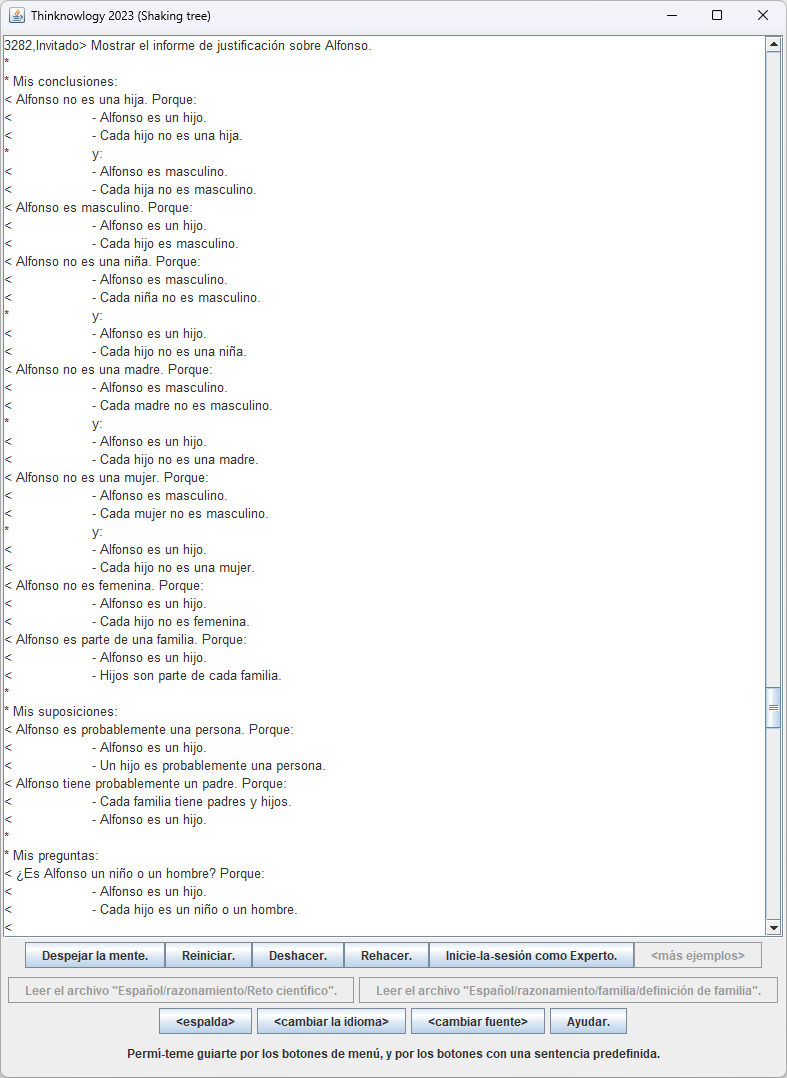 Thinknowlogy 2023 (Shaking tree)
3282,Invitado> Mostrar el informe de justificación sobre Alfonso.
*
* Mis conclusiones:
< Alfonso no es una hija. Porque:
< - Alfonso es un hijo.
< - Cada hijo no es una hija.
* y:
< - Alfonso es masculino.
< - Cada hija no es masculino.
< Alfonso es masculino. Porque:
< - Alfonso es un hijo.
< - Cada hijo es masculino.
< Alfonso no es una niña. Porque:
< - Alfonso es masculino.
< - Cada niña no es masculino.
* y:
< - Alfonso es un hijo.
< - Cada hijo no es una niña.
< Alfonso no es una madre. Porque:
< - Alfonso es masculino.
< - Cada madre no es masculino.
* y:
< - Alfonso es un hijo.
< - Cada hijo no es una madre.
< Alfonso no es una mujer. Porque:
< - Alfonso es masculino.
< - Cada mujer no es masculino.
* y:
< - Alfonso es un hijo.
< - Cada hijo no es una mujer.
< Alfonso no es femenina. Porque:
< - Alfonso es un hijo.
< - Cada hijo no es femenina.
< Alfonso es parte de una familia. Porque:
< - Alfonso es un hijo.
< - Hijos son parte de cada familia.
*
* Mis suposiciones:
< Alfonso es probablemente una persona. Porque:
< - Alfonso es un hijo.
< - Un hijo es probablemente una persona.
< Alfonso tiene probablemente un padre. Porque:
< - Cada familia tiene padres y hijos.
< - Alfonso es un hijo.
*
* Mis preguntas:
< ¿Es Alfonso un niño o un hombre? Porque:
< - Alfonso es un hijo.
< - Cada hijo es un niño o un hombre.
<
Despejar la mente. Reiniciar. Deshacer. Rehacer. Inicie-la-sesión como Experto. <más ejemplos>
Leer el archivo "Español/razonamiento/Reto científico". Leer el archivo "Español/razonamiento/familia/definición de familia".
<espalda> <cambiar la idioma> <cambiar fuente> Ayudar.
Permí-teme guiarte por los botones de menú, y por los botones con una sentencia predefinida.